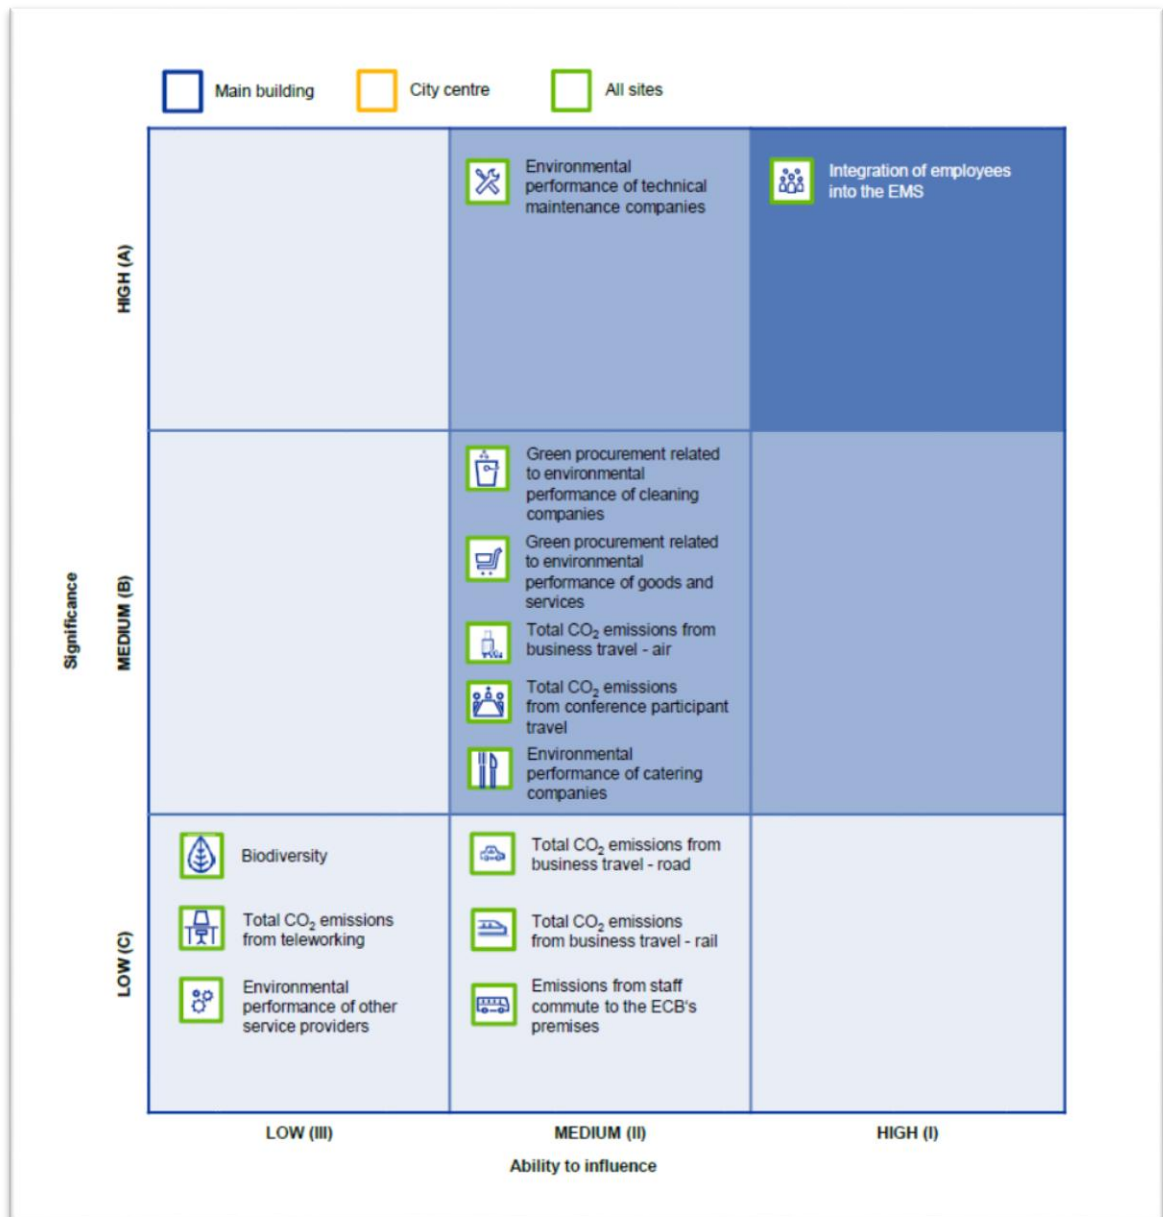 Main building
City centre
All sites
Environmental
performance of technical
maintenance companies
Integration of employees
into the EMS
HIGH (A)
Green procurement related
to environmental
performance of cleaning
companies
Green procurement related
to environmental
performance of goods and
services
Total CO₂ emissions from
business travel - air
Total CO₂ emissions
from conference participant
travel
Environmental
performance of catering
companies
Significance
MEDIUM (B)
Biodiversity
Total CO₂ emissions
from teleworking
Environmental
performance of other
service providers
Total CO₂ emissions from
business travel - road
Total CO₂ emissions
from business travel - rail
Emissions from staff
commute to the ECB's
premises
LOW (C)
LOW (III)
MEDIUM (II)
HIGH (I)
Ability to influence